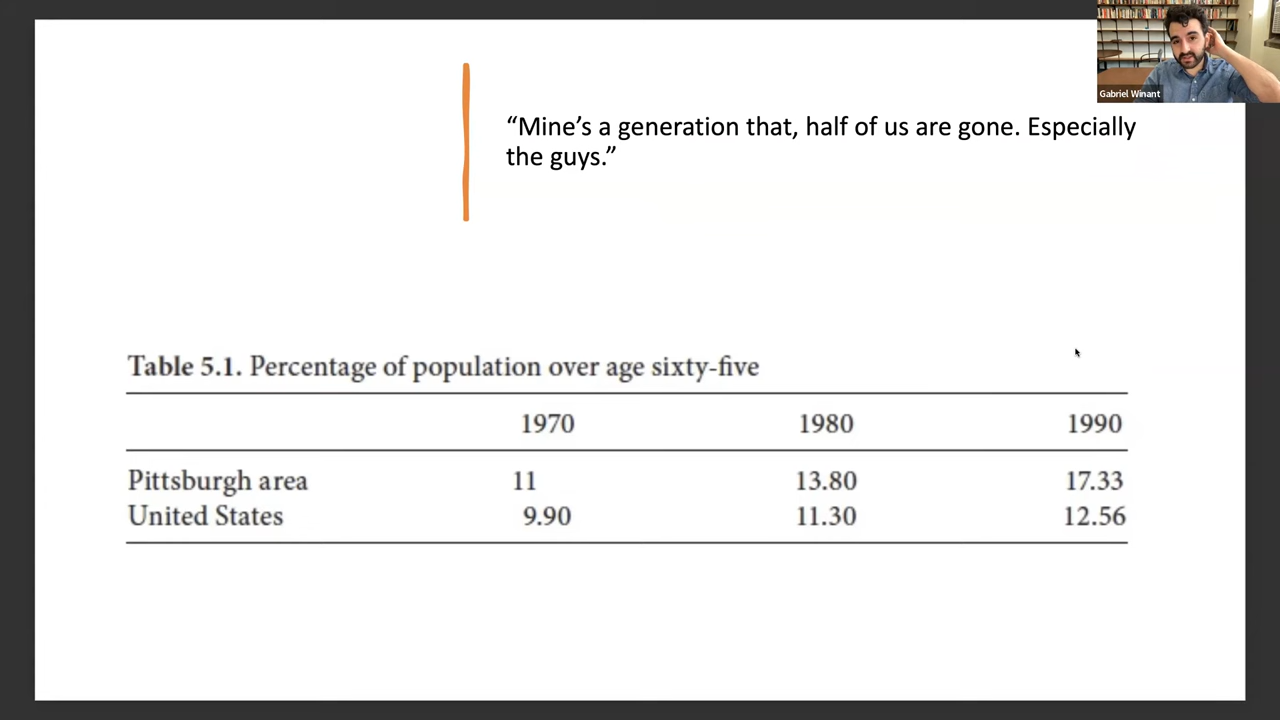 Gabriel Winant
“Mine’s a generation that, half of us are gone. Especially
the guys.”
Table 5.1. Percentage of population over age sixty-five
1970 1980 1990
Pittsburgh area 11 13.80 17.33
United States 9.90 11.30 12.56